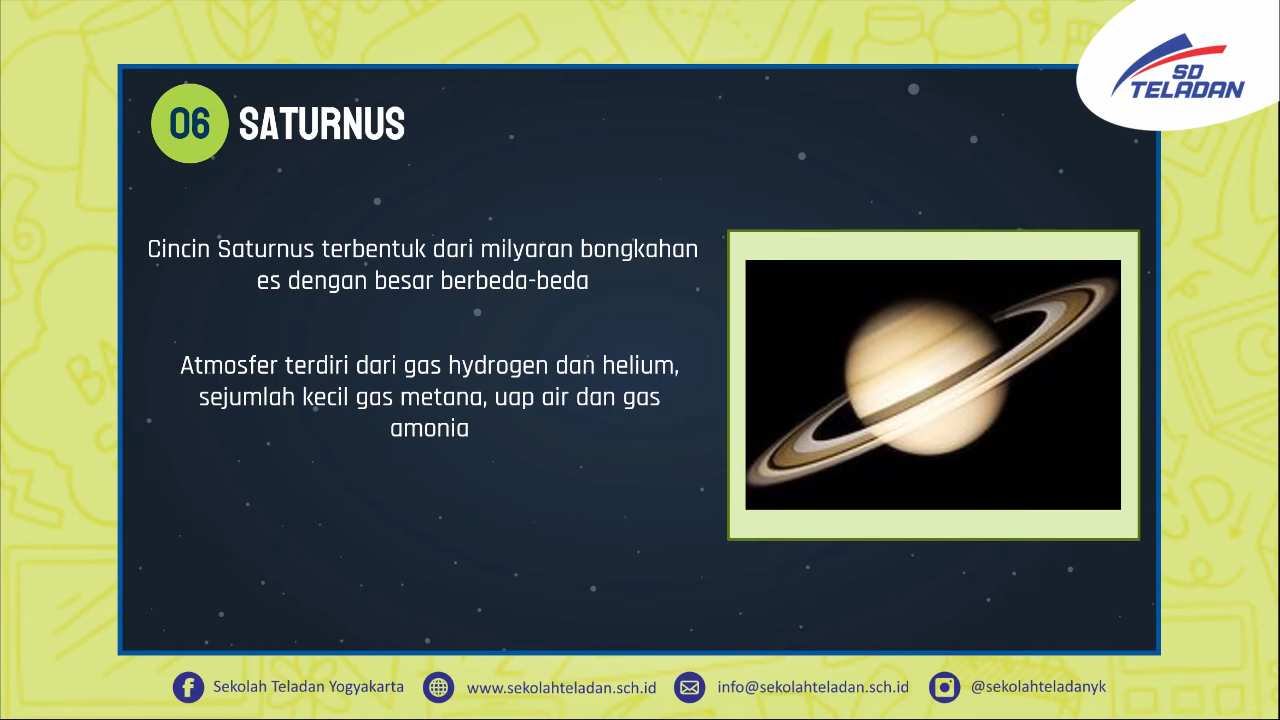 SD
TELADAN
06 SATURNUS
Cincin Saturnus terbentuk dari milyaran bongkahan
es dengan besar berbeda-beda
Atmosfer terdiri dari gas hydrogen dan helium,
sejumlah kecil gas metana, uap air dan gas
amonia
Sekolah Teladan Yogyakarta www.sekolahteladan.sch.id info@sekolahteladan.sch.id @sekolahteladanyk